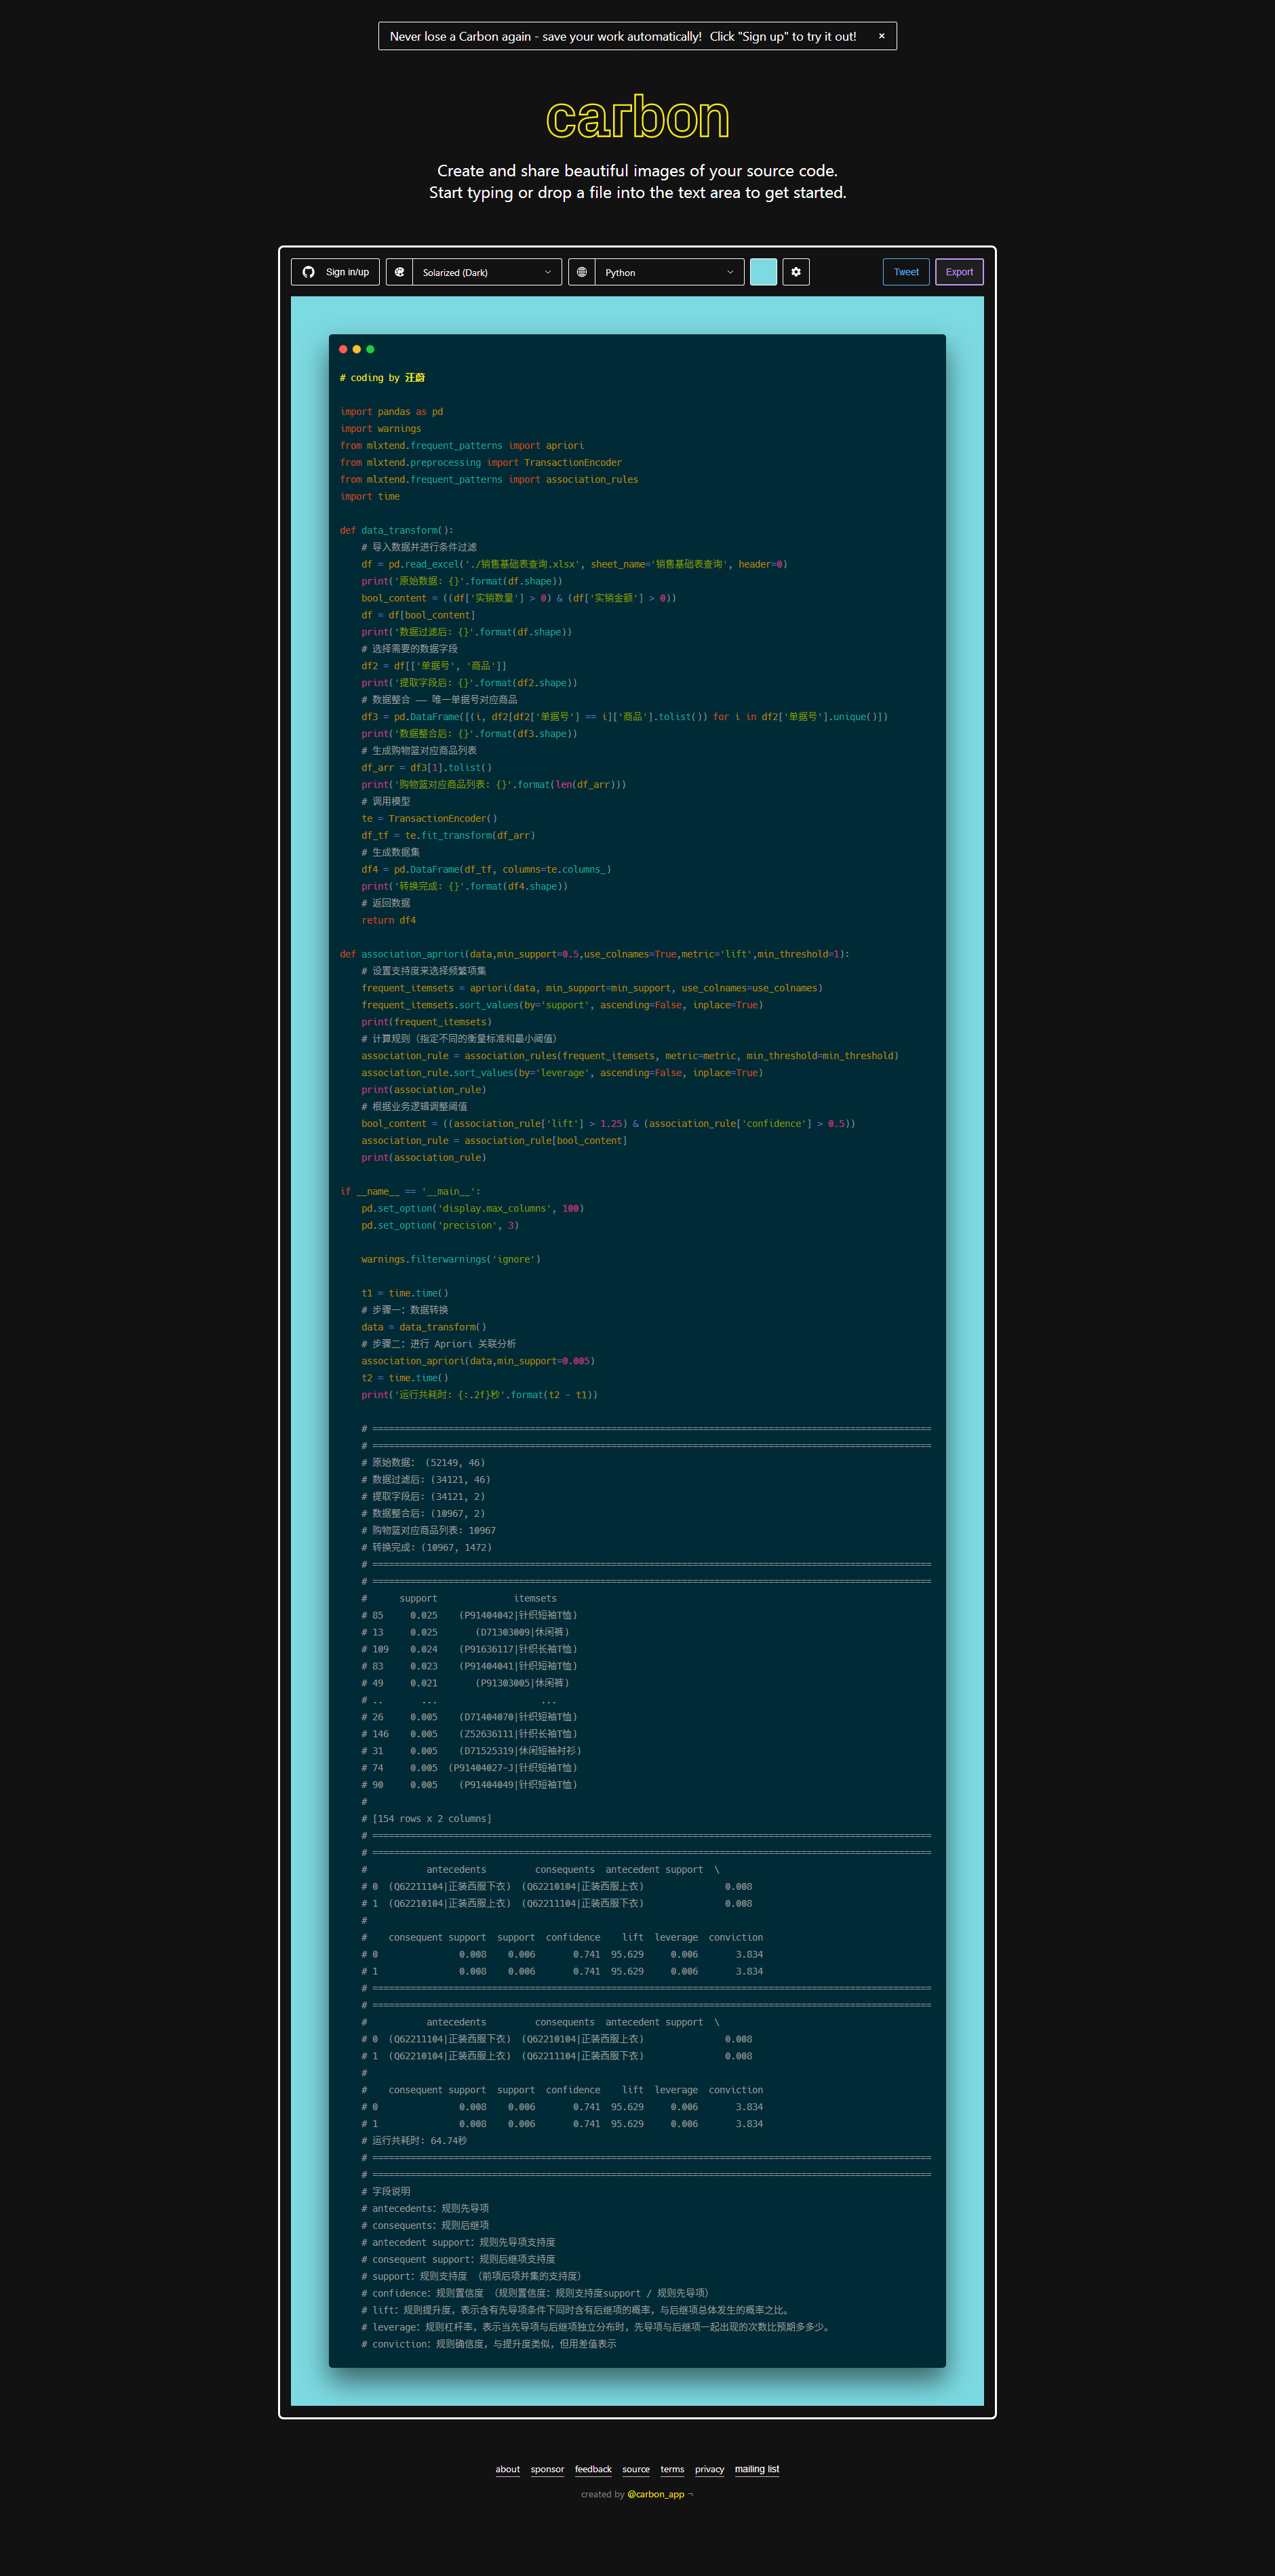 Never lose a Carbon again - save your work automatically! Click "Sign up" to try it out! ×
carbon
Create and share beautiful images of your source code.
Start typing or drop a file into the text area to get started.
Sign in/up Solarized (Dark) Python Tweet Export
# coding by 汪蔚
import pandas as pd
import warnings
from mlxtend.frequent_patterns import apriori
from mlxtend.preprocessing import TransactionEncoder
from mlxtend.frequent_patterns import association_rules
import time
def data_transform():
# 导入数据并进行条件过滤
df = pd.read_excel('./销售基础表查询.xlsx', sheet_name='销售基础表查询', header=0)
print('原始数据: {}'.format(df.shape))
bool_content = ((df['实销数量'] > 0) & (df['实销金额'] > 0))
df = df[bool_content]
print('数据过滤后: {}'.format(df.shape))
# 选择需要的数据字段
df2 = df[['单据号', '商品']]
print('提取字段后: {}'.format(df2.shape))
# 数据整合 —— 唯一单据号对应商品
df3 = pd.DataFrame([(i, df2[df2['单据号'] == i]['商品'].tolist()) for i in df2['单据号'].unique()])
print('数据整合后: {}'.format(df3.shape))
# 生成购物篮对应商品列表
df_arr = df3[1].tolist()
print('购物篮对应商品列表: {}'.format(len(df_arr)))
# 调用模型
te = TransactionEncoder()
df_tf = te.fit_transform(df_arr)
# 生成数据集
df4 = pd.DataFrame(df_tf, columns=te.columns_)
print('转换完成: {}'.format(df4.shape))
# 返回数据
return df4
def association_apriori(data,min_support=0.5,use_colnames=True,metric='lift',min_threshold=1):
# 设置支持度来选择频繁项集
frequent_itemsets = apriori(data, min_support=min_support, use_colnames=use_colnames)
frequent_itemsets.sort_values(by='support', ascending=False, inplace=True)
print(frequent_itemsets)
# 计算规则（指定不同的衡量标准和最小阈值）
association_rule = association_rules(frequent_itemsets, metric=metric, min_threshold=min_threshold)
association_rule.sort_values(by='leverage', ascending=False, inplace=True)
print(association_rule)
# 根据业务逻辑调整阈值
bool_content = ((association_rule['lift'] > 1.25) & (association_rule['confidence'] > 0.5))
association_rule = association_rule[bool_content]
print(association_rule)
if __name__ == '__main__':
pd.set_option('display.max_columns', 100)
pd.set_option('precision', 3)
warnings.filterwarnings('ignore')
t1 = time.time()
# 步骤一：数据转换
data = data_transform()
# 步骤二：进行 Apriori 关联分析
association_apriori(data,min_support=0.005)
t2 = time.time()
print('运行共耗时: {:.2f}秒'.format(t2 - t1))
# =======================================================================================================
# =======================================================================================================
# 原始数据: (52149, 46)
# 数据过滤后: (34121, 46)
# 提取字段后: (34121, 2)
# 数据整合后: (10967, 2)
# 购物篮对应商品列表: 10967
# 转换完成: (10967, 1472)
# =======================================================================================================
# =======================================================================================================
# support itemsets
# 85 0.025 (P91404042|针织短袖T恤)
# 13 0.025 (D71303009|休闲裤)
# 109 0.024 (P91636117|针织长袖T恤)
# 83 0.023 (P91404041|针织短袖T恤)
# 49 0.021 (P91303005|休闲裤)
# .. ... ...
# 26 0.005 (D71404070|针织短袖T恤)
# 146 0.005 (Z52636111|针织长袖T恤)
# 31 0.005 (D71525319|休闲短袖衬衫)
# 74 0.005 (P91404027-J|针织短袖T恤)
# 90 0.005 (P91404049|针织短袖T恤)
#
# [154 rows x 2 columns]
# =======================================================================================================
# =======================================================================================================
# antecedents consequents antecedent support \
# 0 (Q62211104|正装西服下衣) (Q62210104|正装西服上衣) 0.008
# 1 (Q62210104|正装西服上衣) (Q62211104|正装西服下衣) 0.008
#
# consequent support support confidence lift leverage conviction
# 0 0.008 0.006 0.741 95.629 0.006 3.834
# 1 0.008 0.006 0.741 95.629 0.006 3.834
# =======================================================================================================
# =======================================================================================================
# antecedents consequents antecedent support \
# 0 (Q62211104|正装西服下衣) (Q62210104|正装西服上衣) 0.008
# 1 (Q62210104|正装西服上衣) (Q62211104|正装西服下衣) 0.008
#
# consequent support support confidence lift leverage conviction
# 0 0.008 0.006 0.741 95.629 0.006 3.834
# 1 0.008 0.006 0.741 95.629 0.006 3.834
# 运行共耗时: 64.74秒
# =======================================================================================================
# =======================================================================================================
# 字段说明
# antecedents: 规则先导项
# consequents: 规则后继项
# antecedent support: 规则先导项支持度
# consequent support: 规则后继项支持度
# support: 规则支持度 （前项后项并集的支持度）
# confidence: 规则置信度 （规则置信度：规则支持度support / 规则先导项）
# lift: 规则提升度，表示含有先导项条件下同时含有后继项的概率，与后继项总体发生的概率之比。
# leverage: 规则杠杆率，表示当先导项与后继项独立分布时，先导项与后继项一起出现的次数比预期多多少。
# conviction: 规则确信度，与提升度类似，但用差值表示
about sponsor feedback source terms privacy mailing list
created by @carbon_app ¬